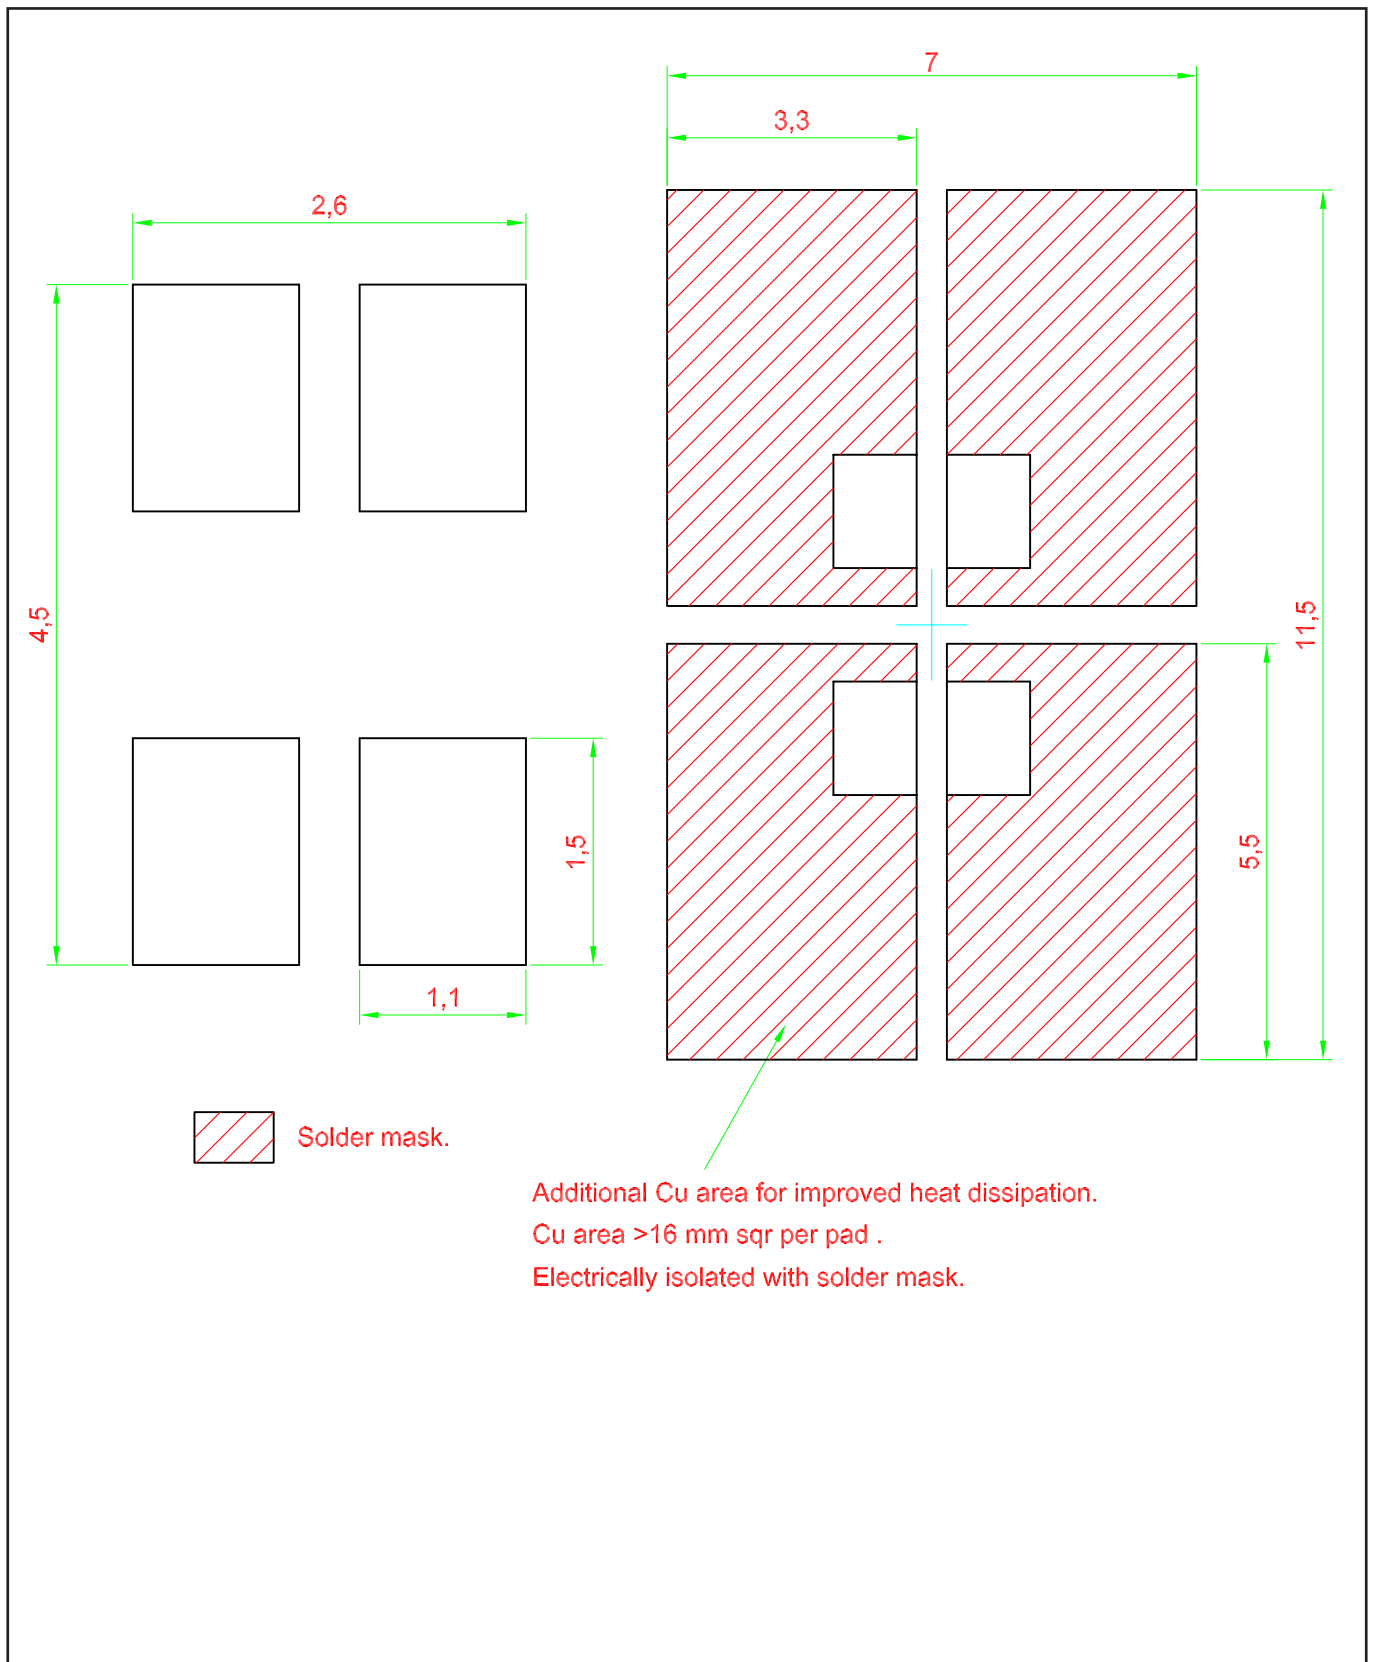 7
3,3
2,6
4,5
11,5
1,5
5,5
1,1
Solder mask.
Additional Cu area for improved heat dissipation.
Cu area >16 mm sqr per pad .
Electrically isolated with solder mask.